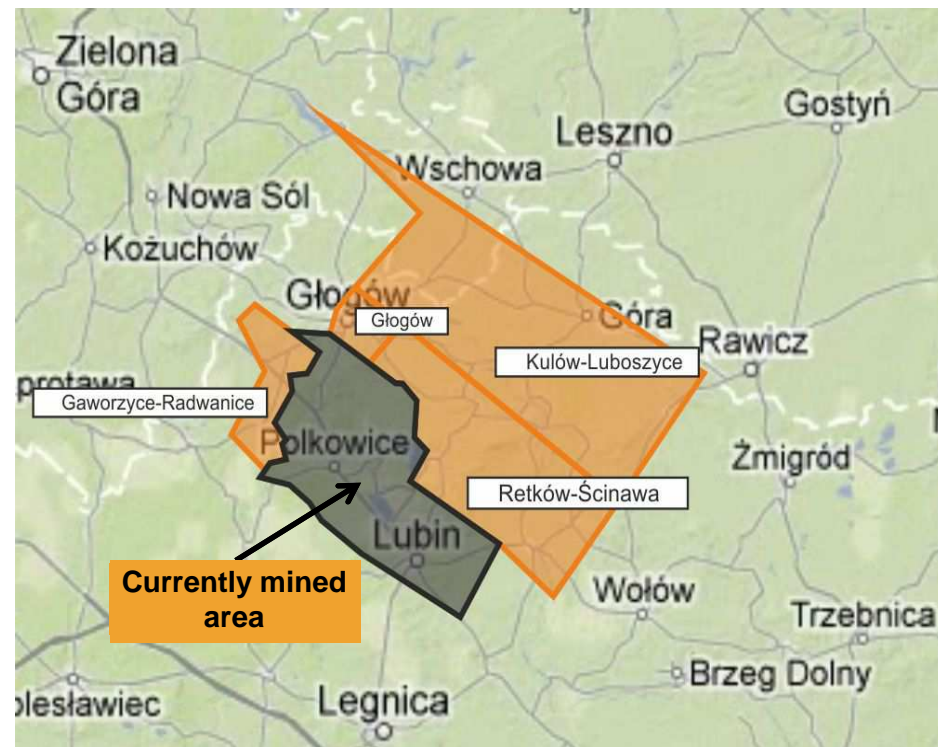 Zielona
Góra
Gostyń
Leszno
Wschowa
Nowa Sól
Kożuchów
Głogów
Głogów
Góra
Rawicz
Kulów-Luboszyce
protawa
Gaworzyce-Radwanice
Polkowice
Żmigród
Retków-Ścinawa
Lubin
Currently mined
area
Wołów
Trzebnica
Brzeg Dolny
olesławiec
Legnica